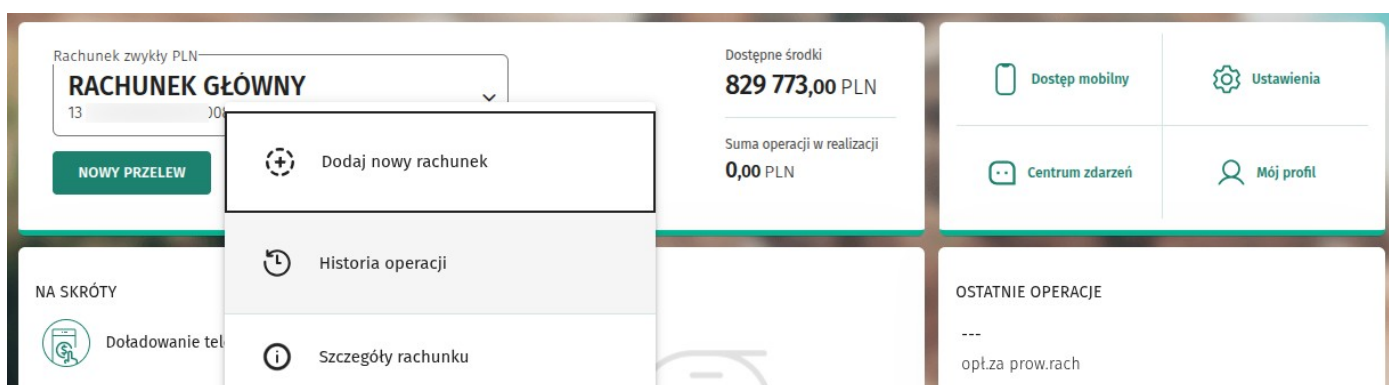 Rachunek zwykły PLN
RACHUNEK GŁÓWNY
13
NOWY PRZELEW
Dodaj nowy rachunek
Historia operacji
Szczegóły rachunku
Dostępne środki
829 773,00 PLN
Suma operacji w realizacji
0,00 PLN
Dostęp mobilny
Ustawienia
Centrum zdarzeń
Mój profil
NA SKRÓTY
Doładowanie
OSTATNIE OPERACJE
---
opł.za prow.rach